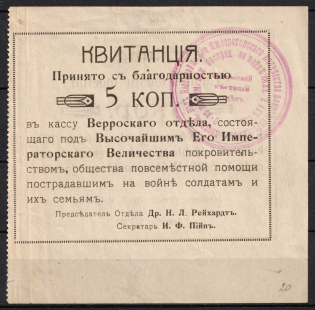 КВИТАНЦІЯ.
Принято съ благодарностью
5 КОП.
въ кассу Верроскаго отдѣла, состоя-
щаго подъ Высочайшимъ Его Импе-
раторскаго Величества покровитель-
ствомъ, общества повсемѣстной помощи
пострадавшимъ на войнѣ солдатамъ и
ихъ семьямъ.
Предсѣдатель Отдѣла Др. Н. Л. Рейхардтъ.
Секретарь И. Ф. Пійпъ.
20